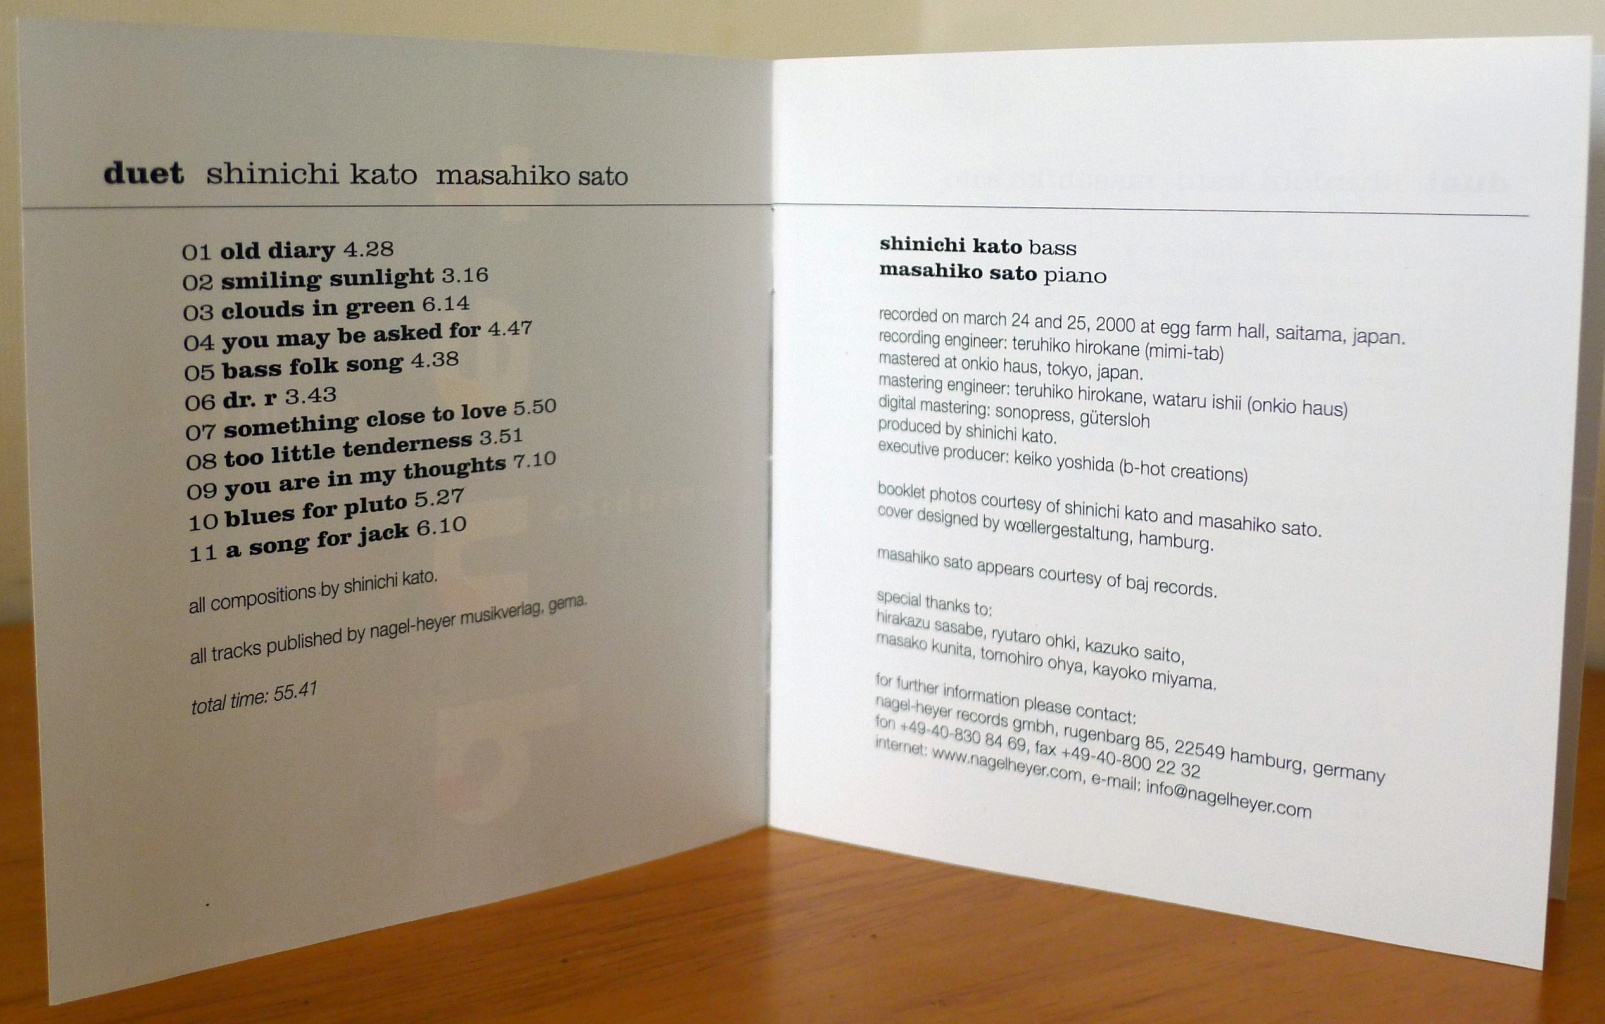 duet shinichi kato masahiko sato
01 old diary 4.28
02 smiling sunlight 3.16
03 clouds in green 6.14
04 you may be asked for 4.47
05 bass folk song 4.38
06 dr. r 3.43
07 something close to love 5.50
08 too little tenderness 3.51
09 you are in my thoughts 7.10
10 blues for pluto 5.27
11 a song for jack 6.10
all compositions by shinichi kato.
all tracks published by nagel-heyer musikverlag, gema.
total time: 55.41
shinichi kato bass
masahiko sato piano
recorded on march 24 and 25, 2000 at egg farm hall, saitama, japan.
recording engineer: teruhiko hirokane (mimi-tab)
mastered at onkio haus, tokyo, japan.
mastering engineer: teruhiko hirokane, wataru ishii (onkio haus)
digital mastering: sonopress, gütersloh
produced by shinichi kato.
executive producer: keiko yoshida (b-hot creations)
booklet photos courtesy of shinichi kato and masahiko sato.
cover designed by wœllergestaltung, hamburg.
masahiko sato appears courtesy of baj records.
special thanks to:
hirakazu sasabe, ryutaro ohki, kazuko saito,
masako kunita, tomohiro ohya, kayoko miyama.
for further information please contact:
nagel-heyer records gmbh, rugenbarg 85, 22549 hamburg, germany
fon +49-40-830 84 69, fax +49-40-800 22 32
internet: www.nagelheyer.com, e-mail: info@nagelheyer.com